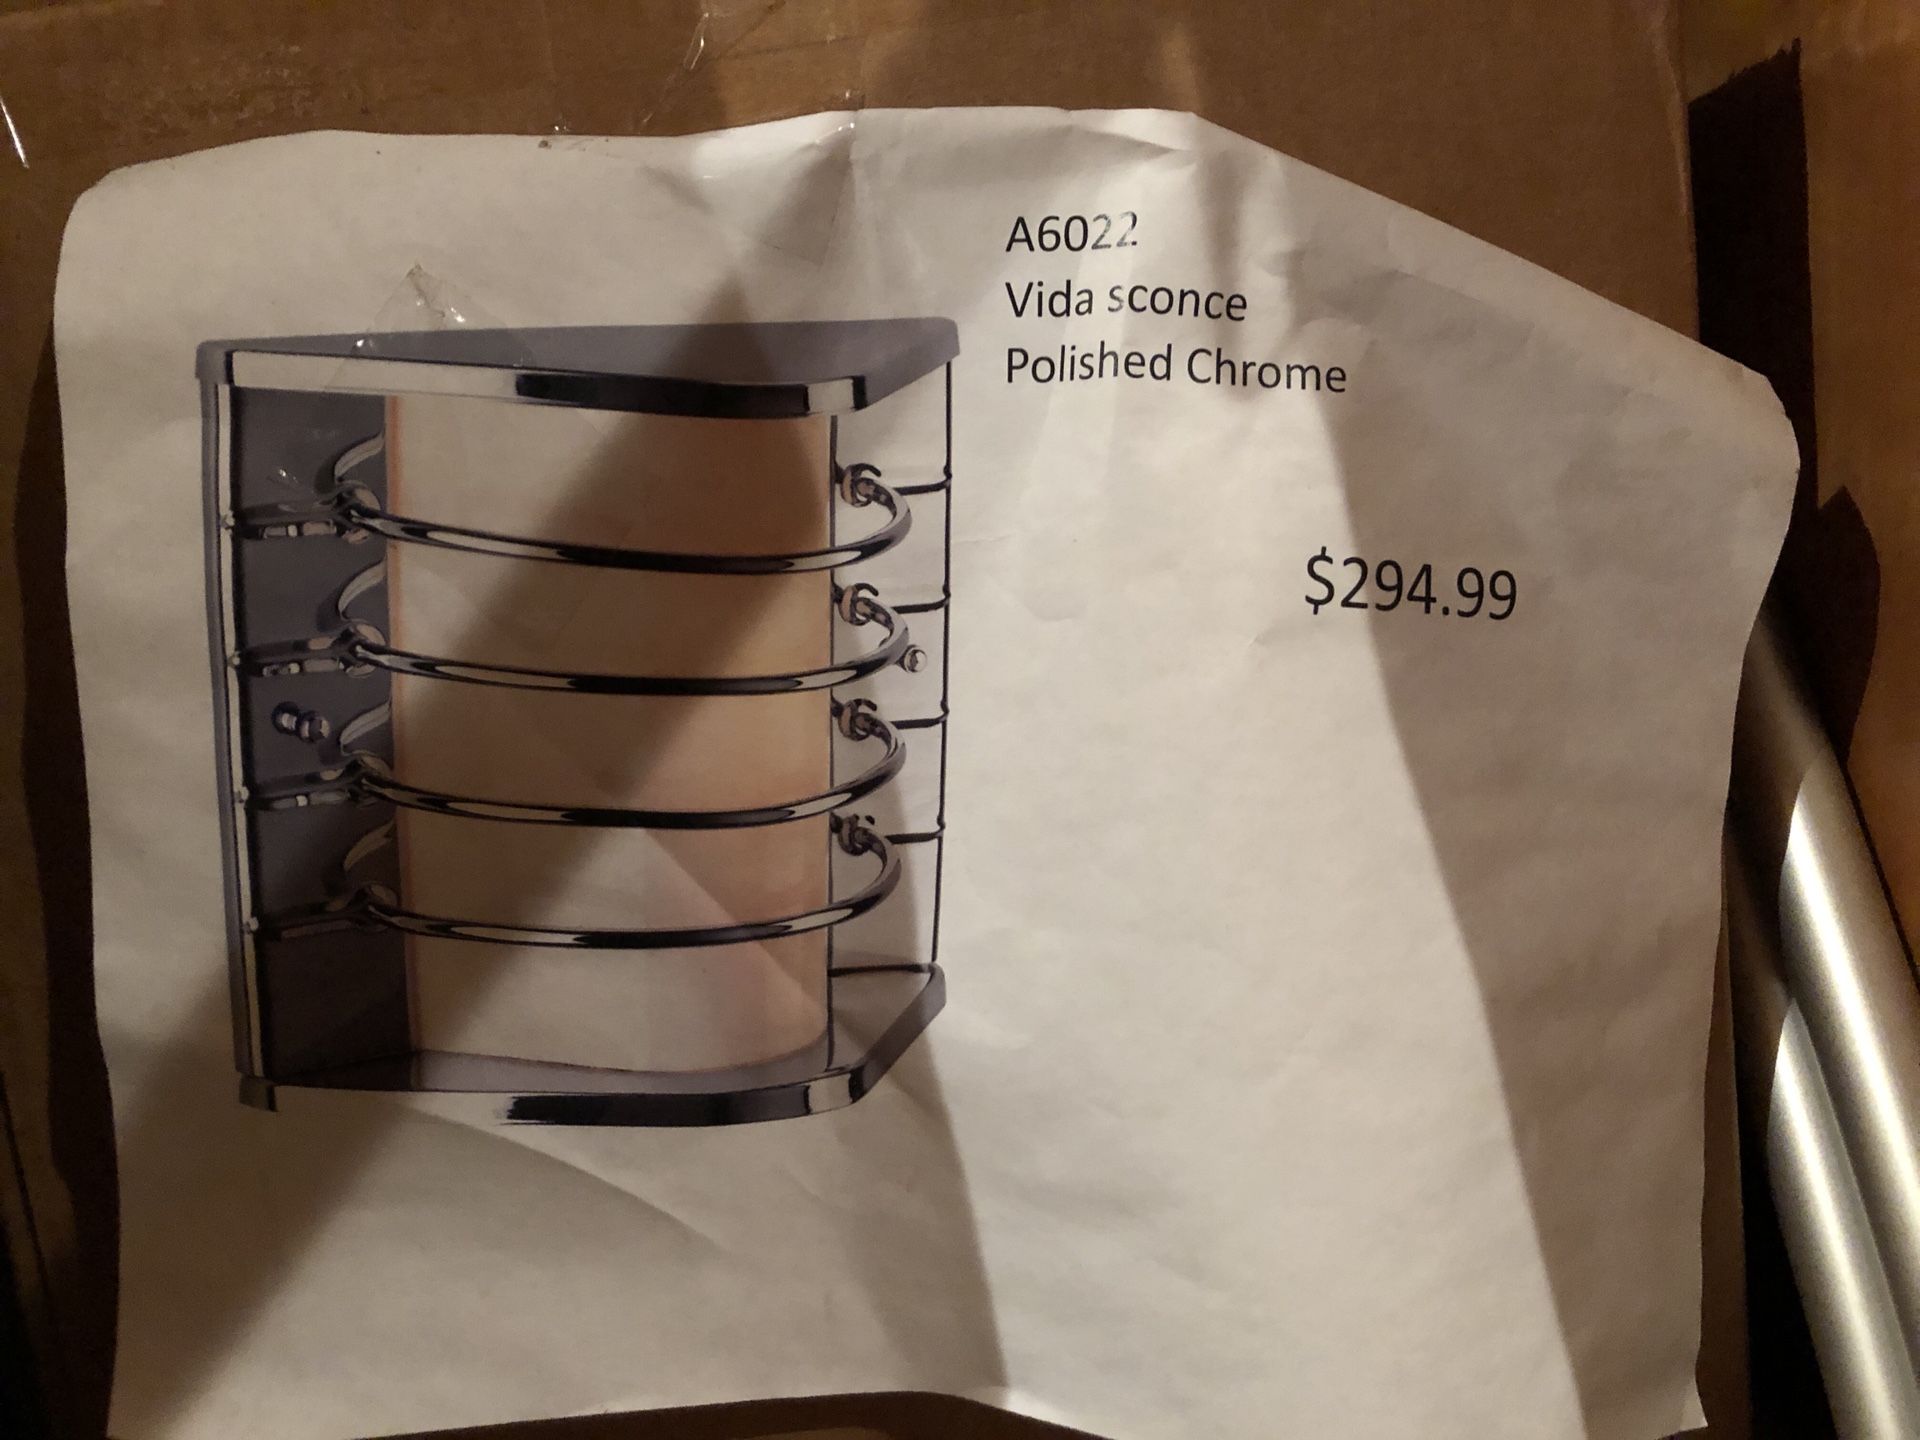 A6022
Vida sconce
Polished Chrome
$294.99